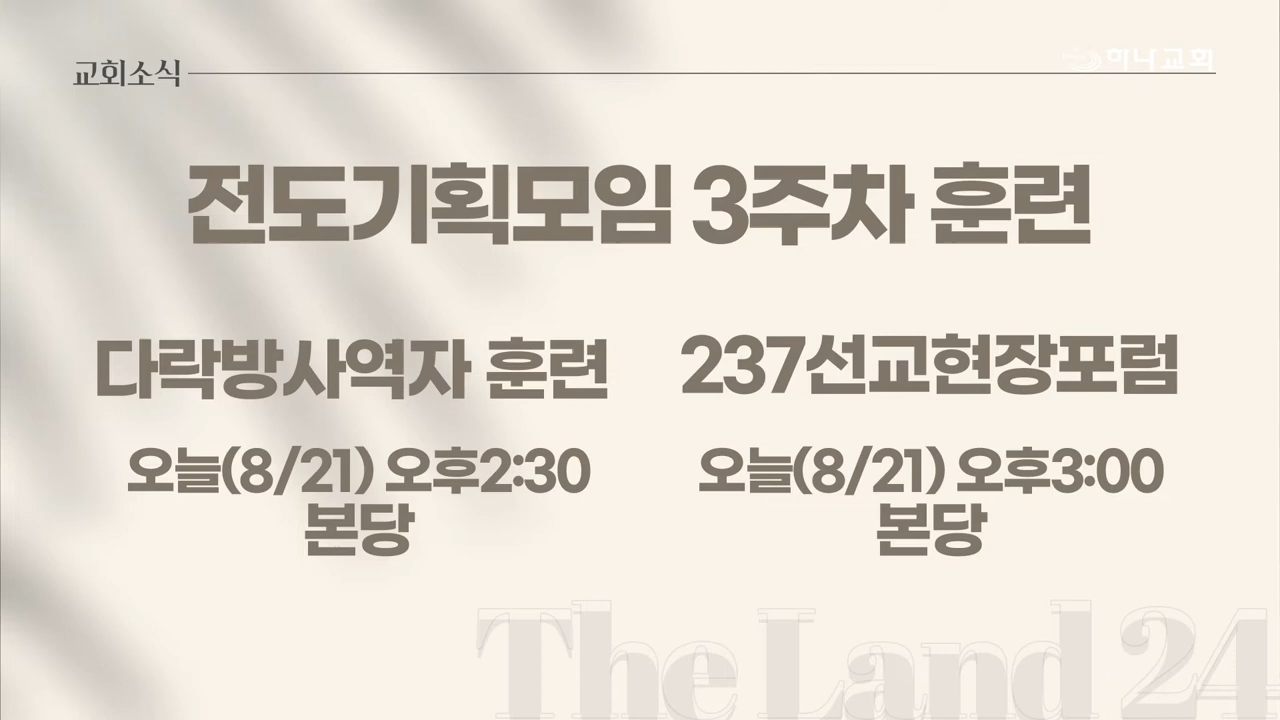 교회소식
하나교회
전도기획모임 3주차 훈련
다락방사역자 훈련
오늘(8/21) 오후2:30
본당
237선교현장포럼
오늘(8/21) 오후3:00
본당
The Land 24